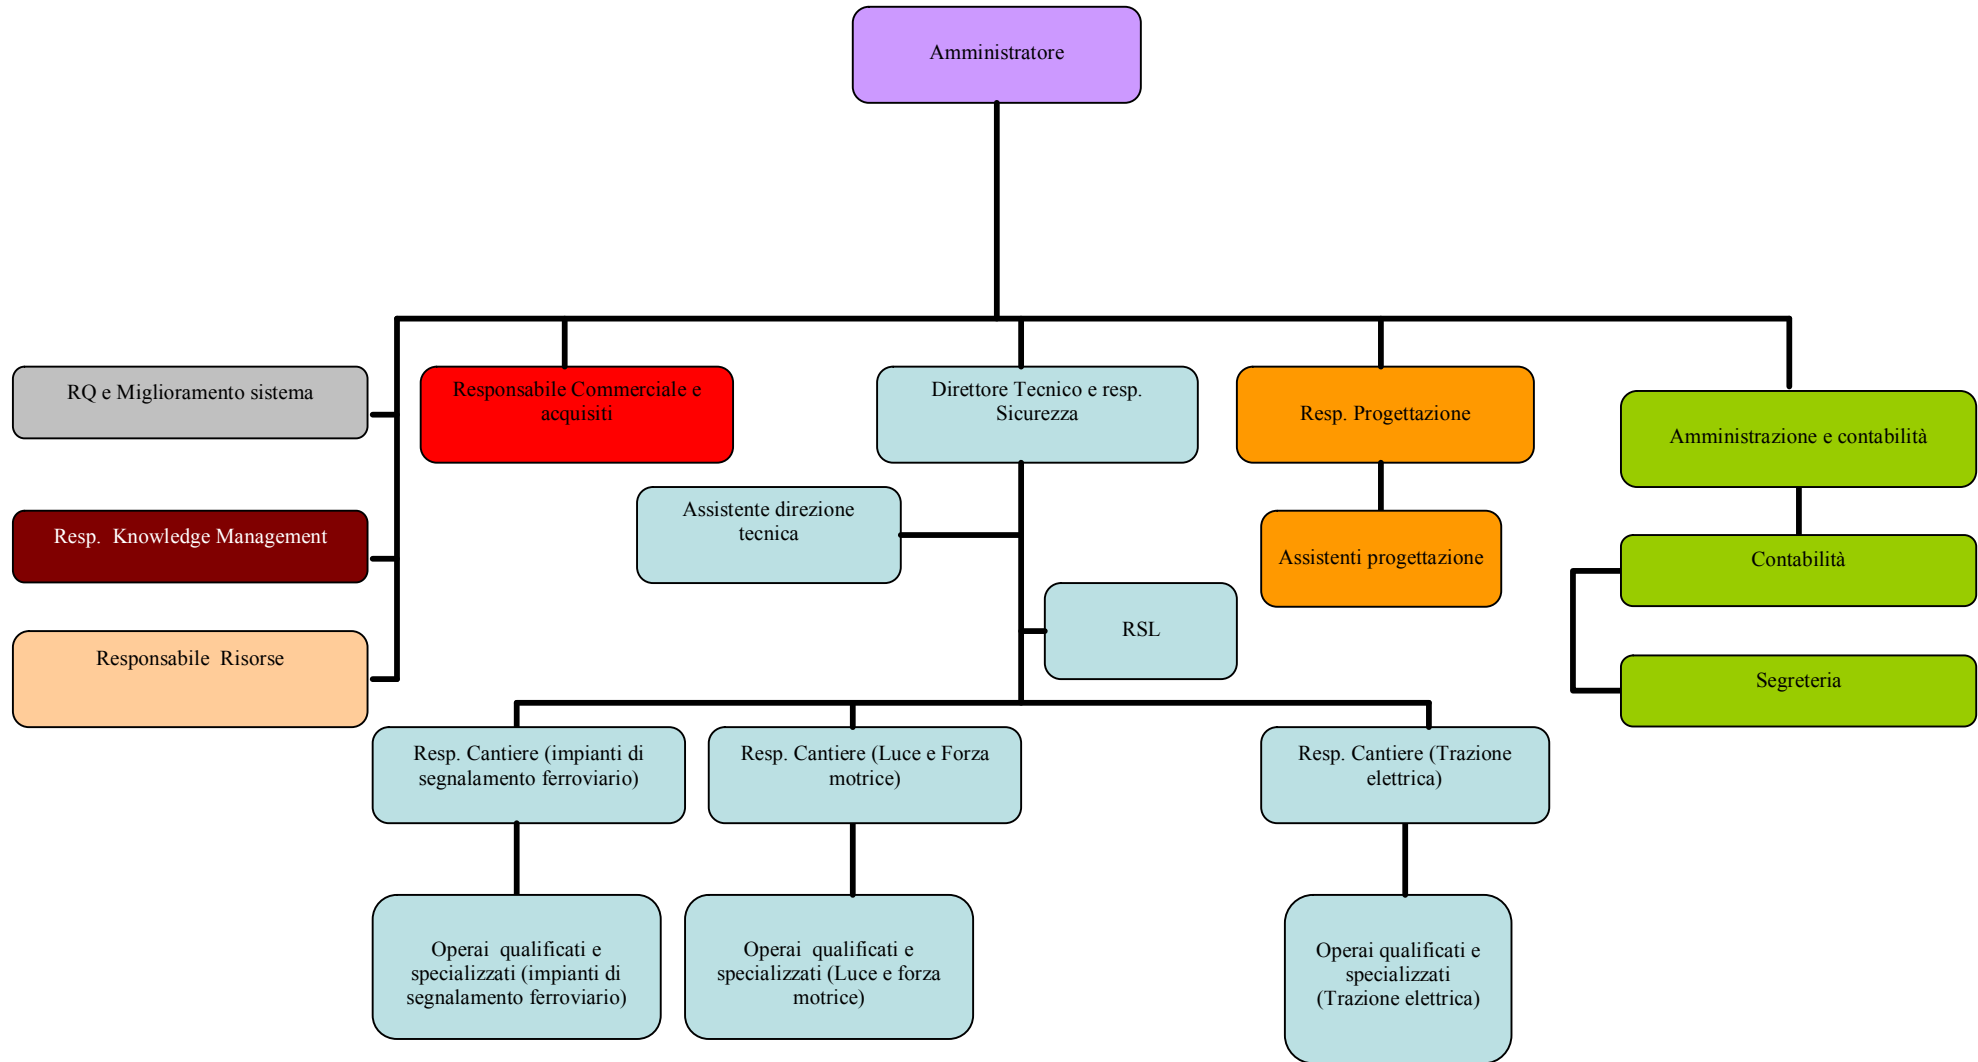 Amministratore
RQ e Miglioramento sistema
Responsabile Commerciale e
acquisiti
Direttore Tecnico e resp.
Sicurezza
Resp. Progettazione
Amministrazione e contabilità
Resp.  Knowledge Management
Assistente direzione
tecnica
Assistenti progettazione
Contabilità
Responsabile  Risorse
RSL
Segreteria
Resp. Cantiere (impianti di
segnalamento ferroviario)
Resp. Cantiere (Luce e Forza
motrice)
Resp. Cantiere (Trazione
elettrica)
Operai  qualificati e
specializzati (impianti di
segnalamento ferroviario)
Operai  qualificati e
specializzati (Luce e forza
motrice)
Operai qualificati e
specializzati
(Trazione elettrica)